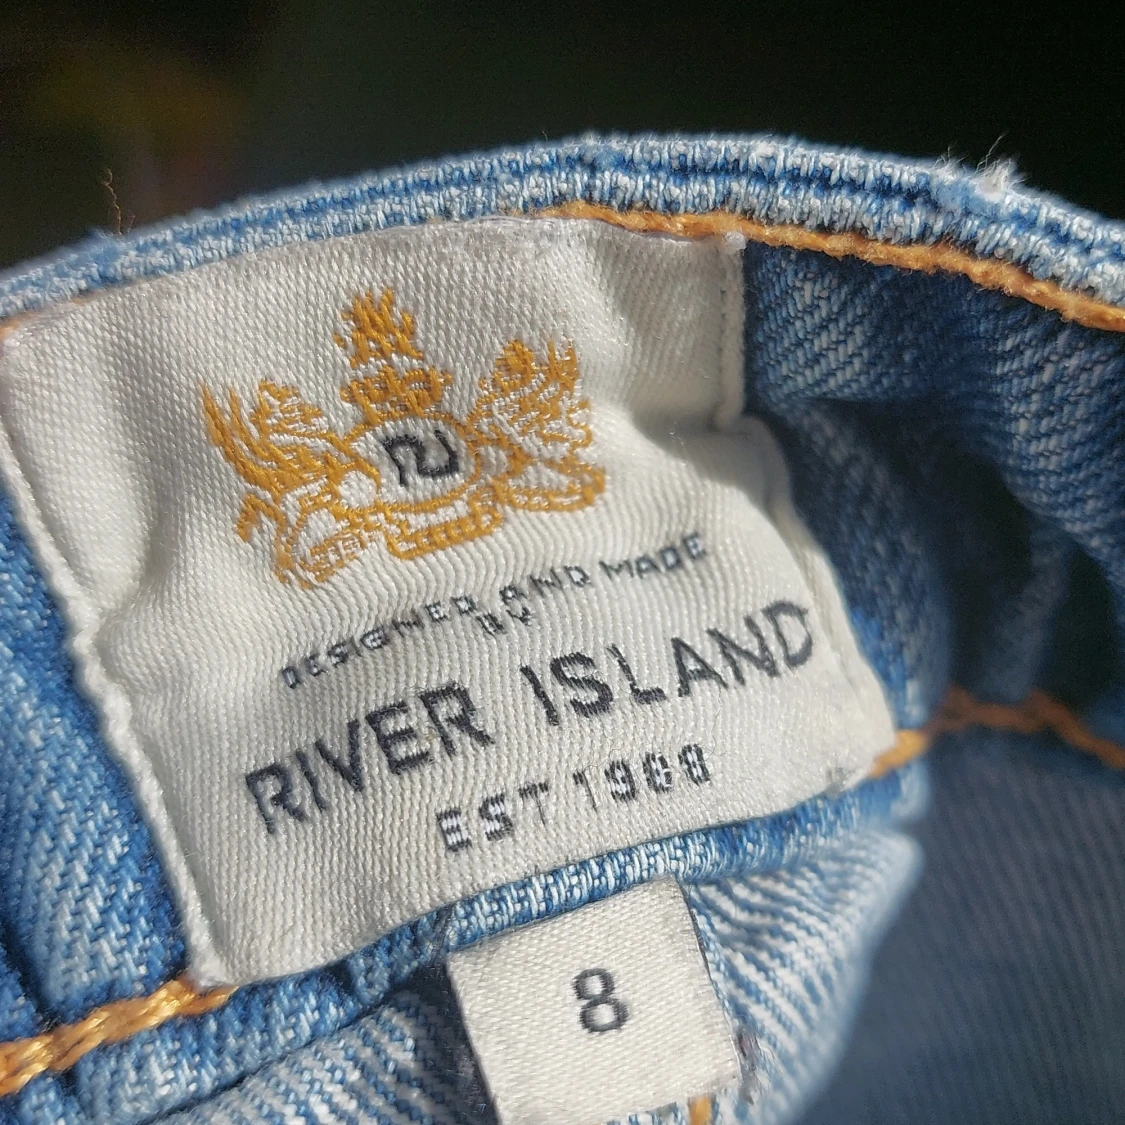 RI
DESIGNED AND MADE
BY
RIVER ISLAND
EST 1988
8